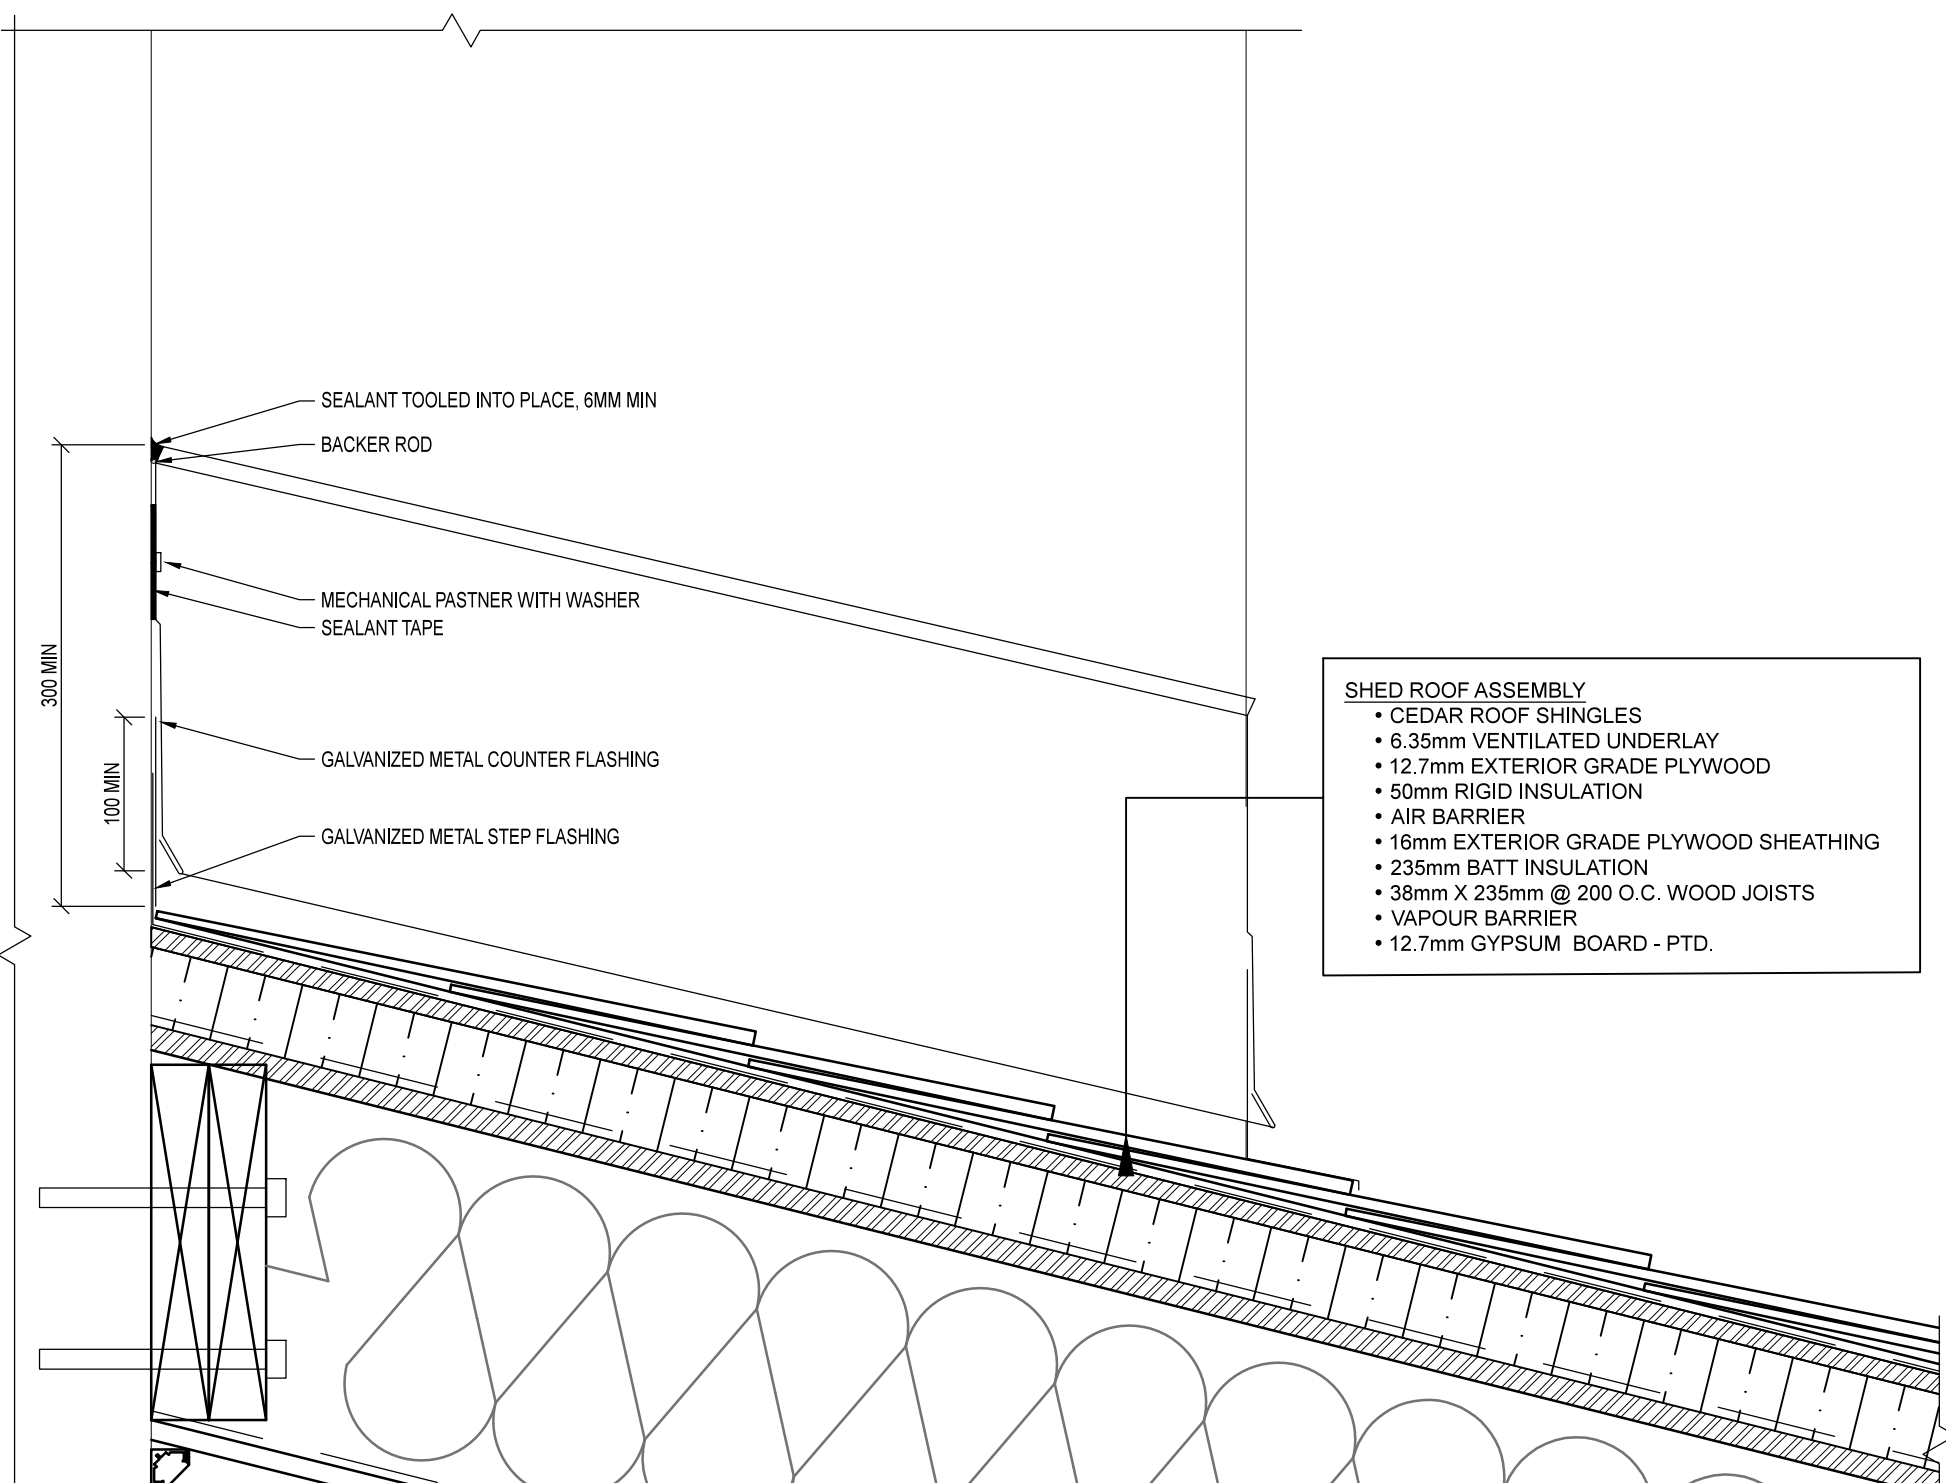 SEALANT TOOLED INTO PLACE, 6MM MIN
BACKER ROD
MECHANICAL PASTNER WITH WASHER
SEALANT TAPE
300 MIN
100 MIN
GALVANIZED METAL COUNTER FLASHING
GALVANIZED METAL STEP FLASHING
SHED ROOF ASSEMBLY
• CEDAR ROOF SHINGLES
• 6.35mm VENTILATED UNDERLAY
• 12.7mm EXTERIOR GRADE PLYWOOD
• 50mm RIGID INSULATION
• AIR BARRIER
• 16mm EXTERIOR GRADE PLYWOOD SHEATHING
• 235mm BATT INSULATION
• 38mm X 235mm @ 200 O.C. WOOD JOISTS
• VAPOUR BARRIER
• 12.7mm GYPSUM BOARD - PTD.